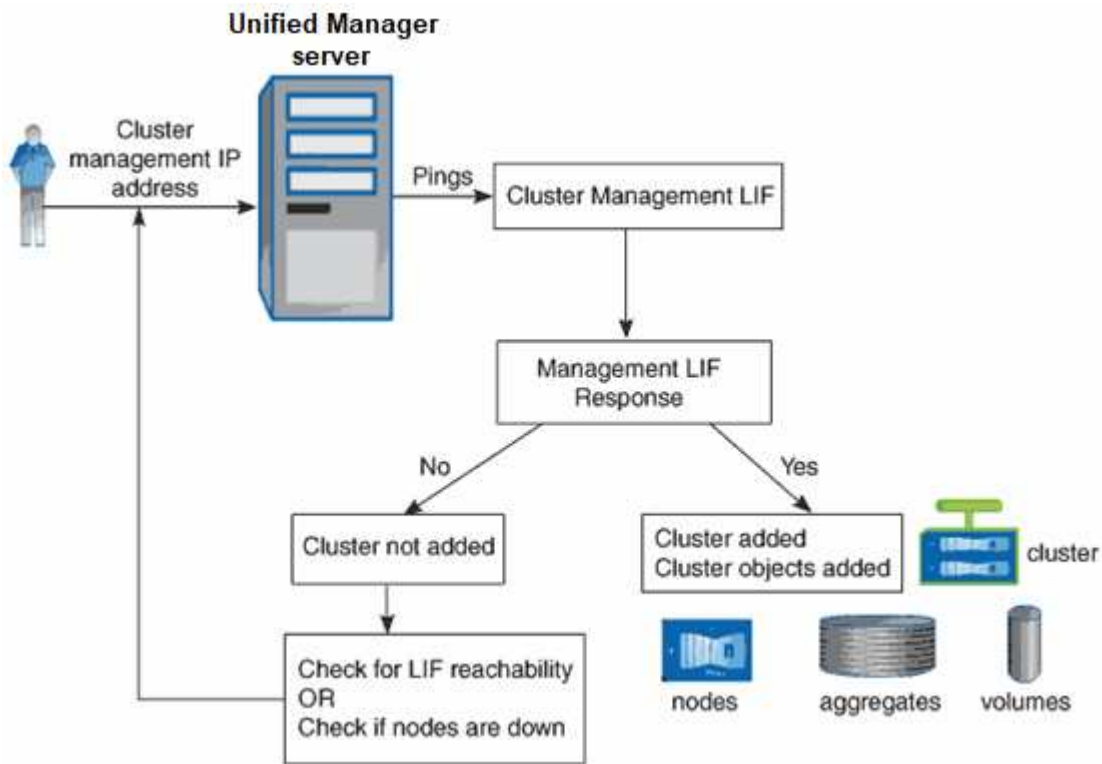 Unified Manager
server
Cluster
management IP
address
Pings
Cluster Management LIF
Management LIF
Response
No
Yes
Cluster not added
Cluster added
Cluster objects added
cluster
Check for LIF reachability
OR
Check if nodes are down
nodes
aggregates
volumes